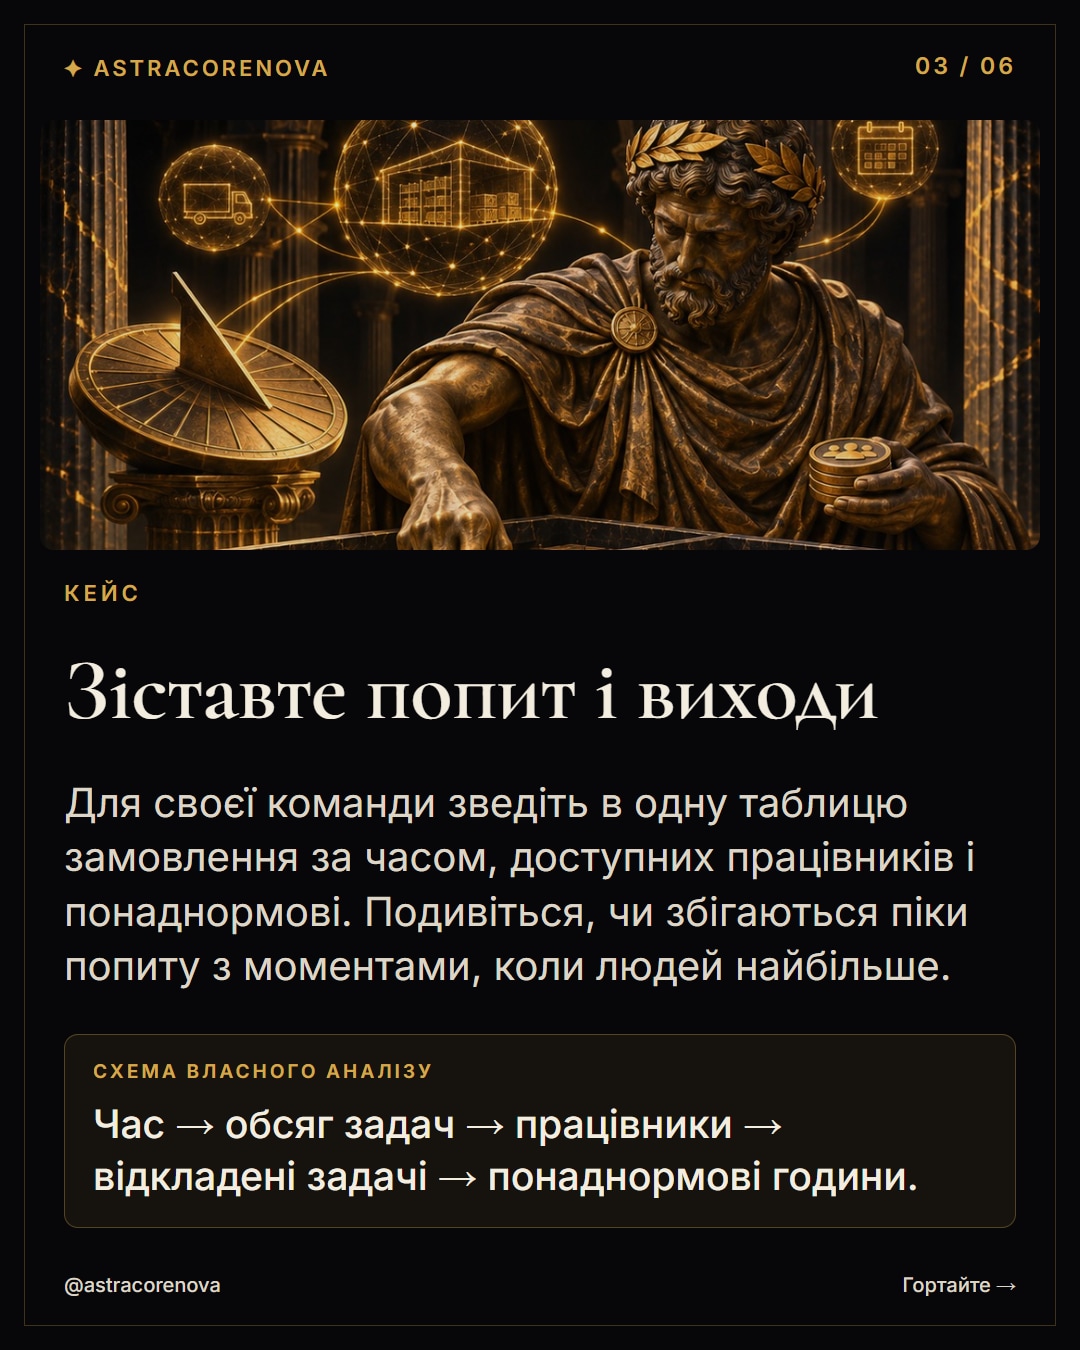 ✦ ASTRACORENOVA
03 / 06
КЕЙС
Зіставте попит і виходи
Для своєї команди зведіть в одну таблицю
замовлення за часом, доступних працівників і
понаднормові. Подивіться, чи збігаються піки
попиту з моментами, коли людей найбільше.
СХЕМА ВЛАСНОГО АНАЛІЗУ
Час → обсяг задач → працівники →
відкладені задачі → понаднормові години.
@astracorenova
Гортайте →